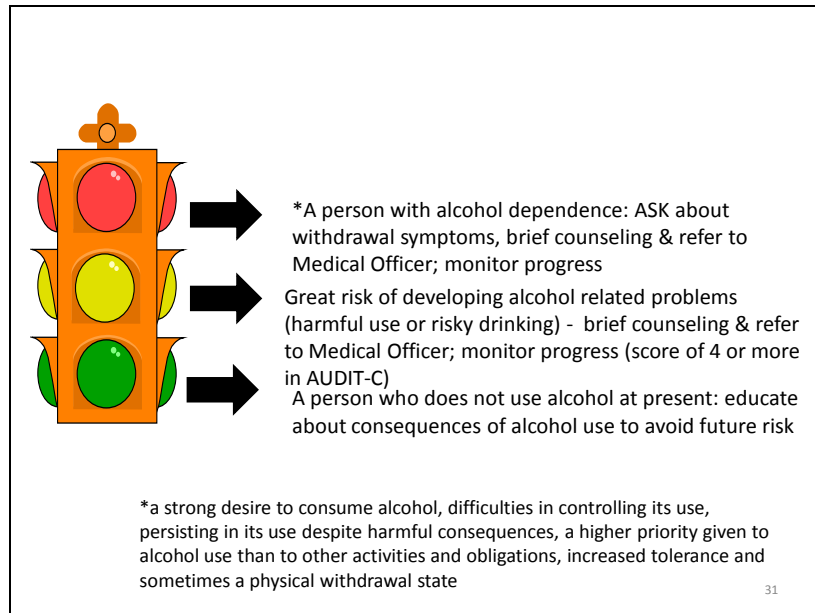 *A person with alcohol dependence: ASK about
withdrawal symptoms, brief counseling & refer to
Medical Officer; monitor progress
Great risk of developing alcohol related problems
(harmful use or risky drinking) -  brief counseling & refer
to Medical Officer; monitor progress (score of 4 or more
in AUDIT-C)
A person who does not use alcohol at present: educate
about consequences of alcohol use to avoid future risk
*a strong desire to consume alcohol, difficulties in controlling its use,
persisting in its use despite harmful consequences, a higher priority given to
alcohol use than to other activities and obligations, increased tolerance and
sometimes a physical withdrawal state
31